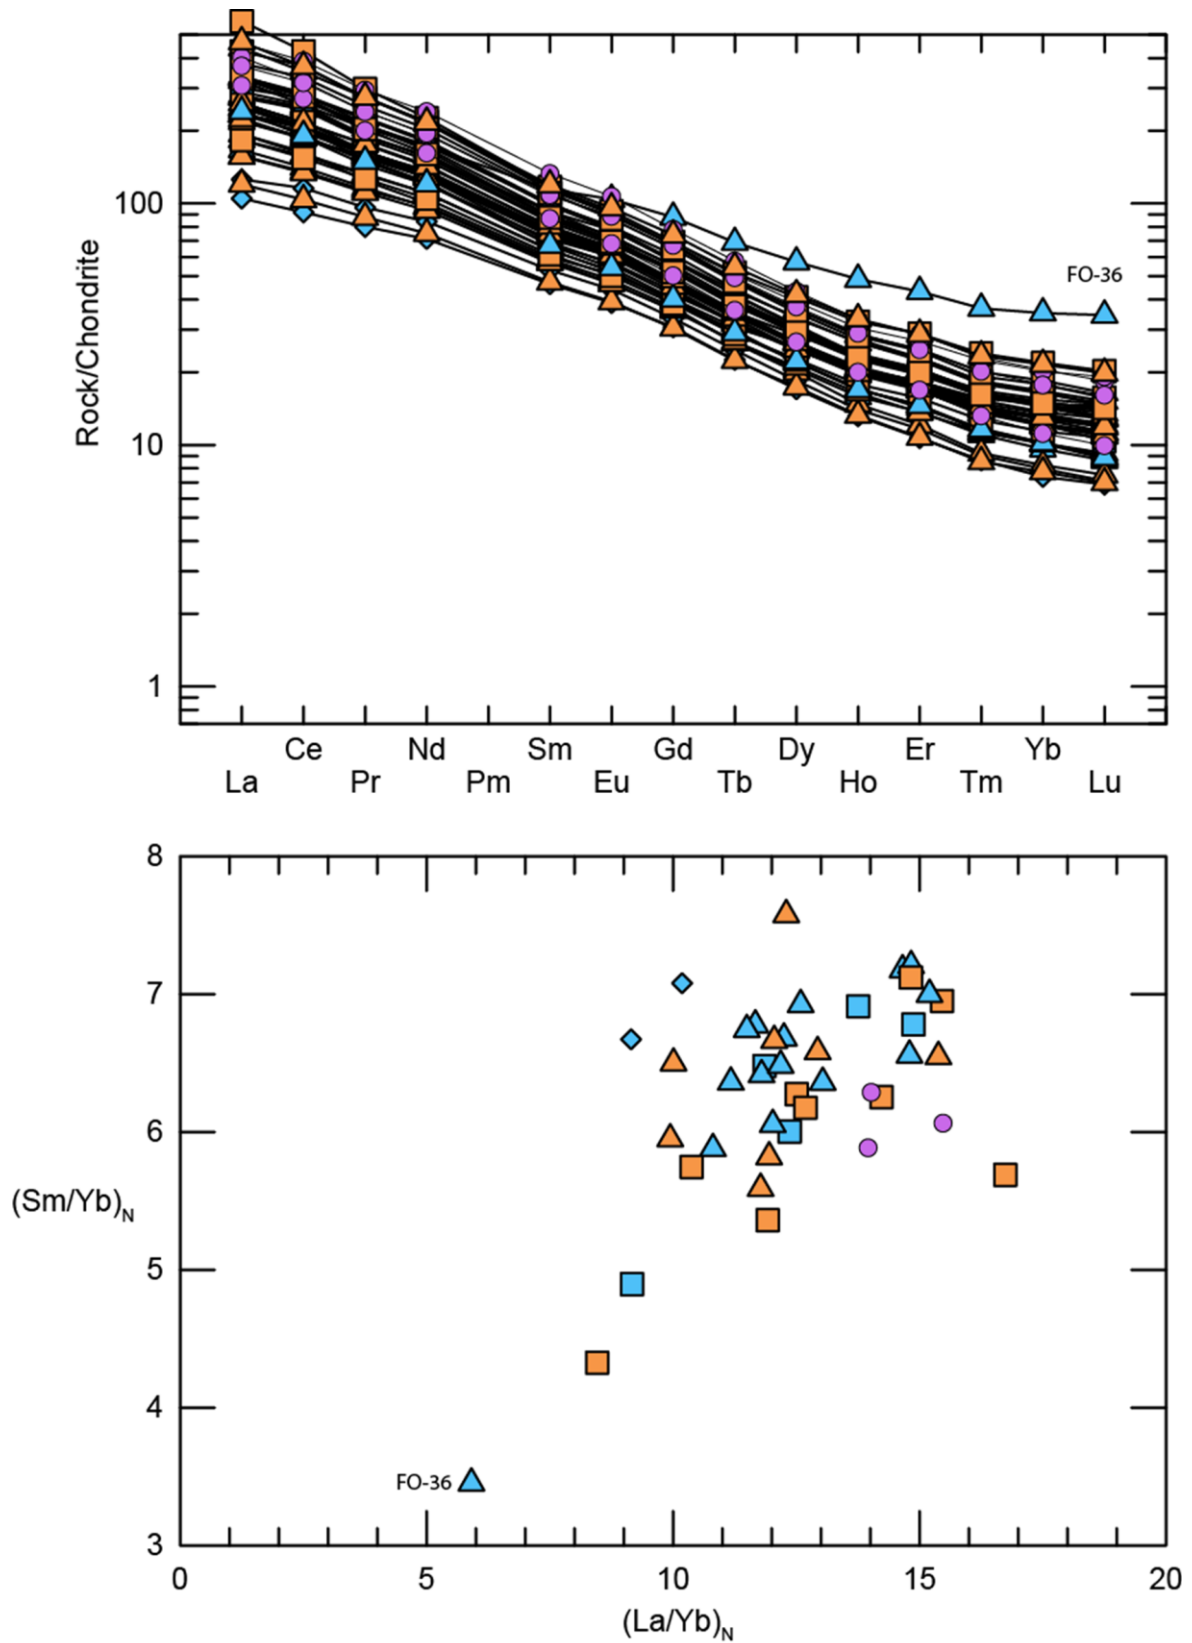 100
10
1
Rock/Chondrite
FO-36
Ce Nd Sm Gd Dy Er Yb
La Pr Pm Eu Tb Ho Tm Lu
8
7
6
5
4
3
(Sm/Yb)N
FO-36
0 5 10 15 20
(La/Yb)N